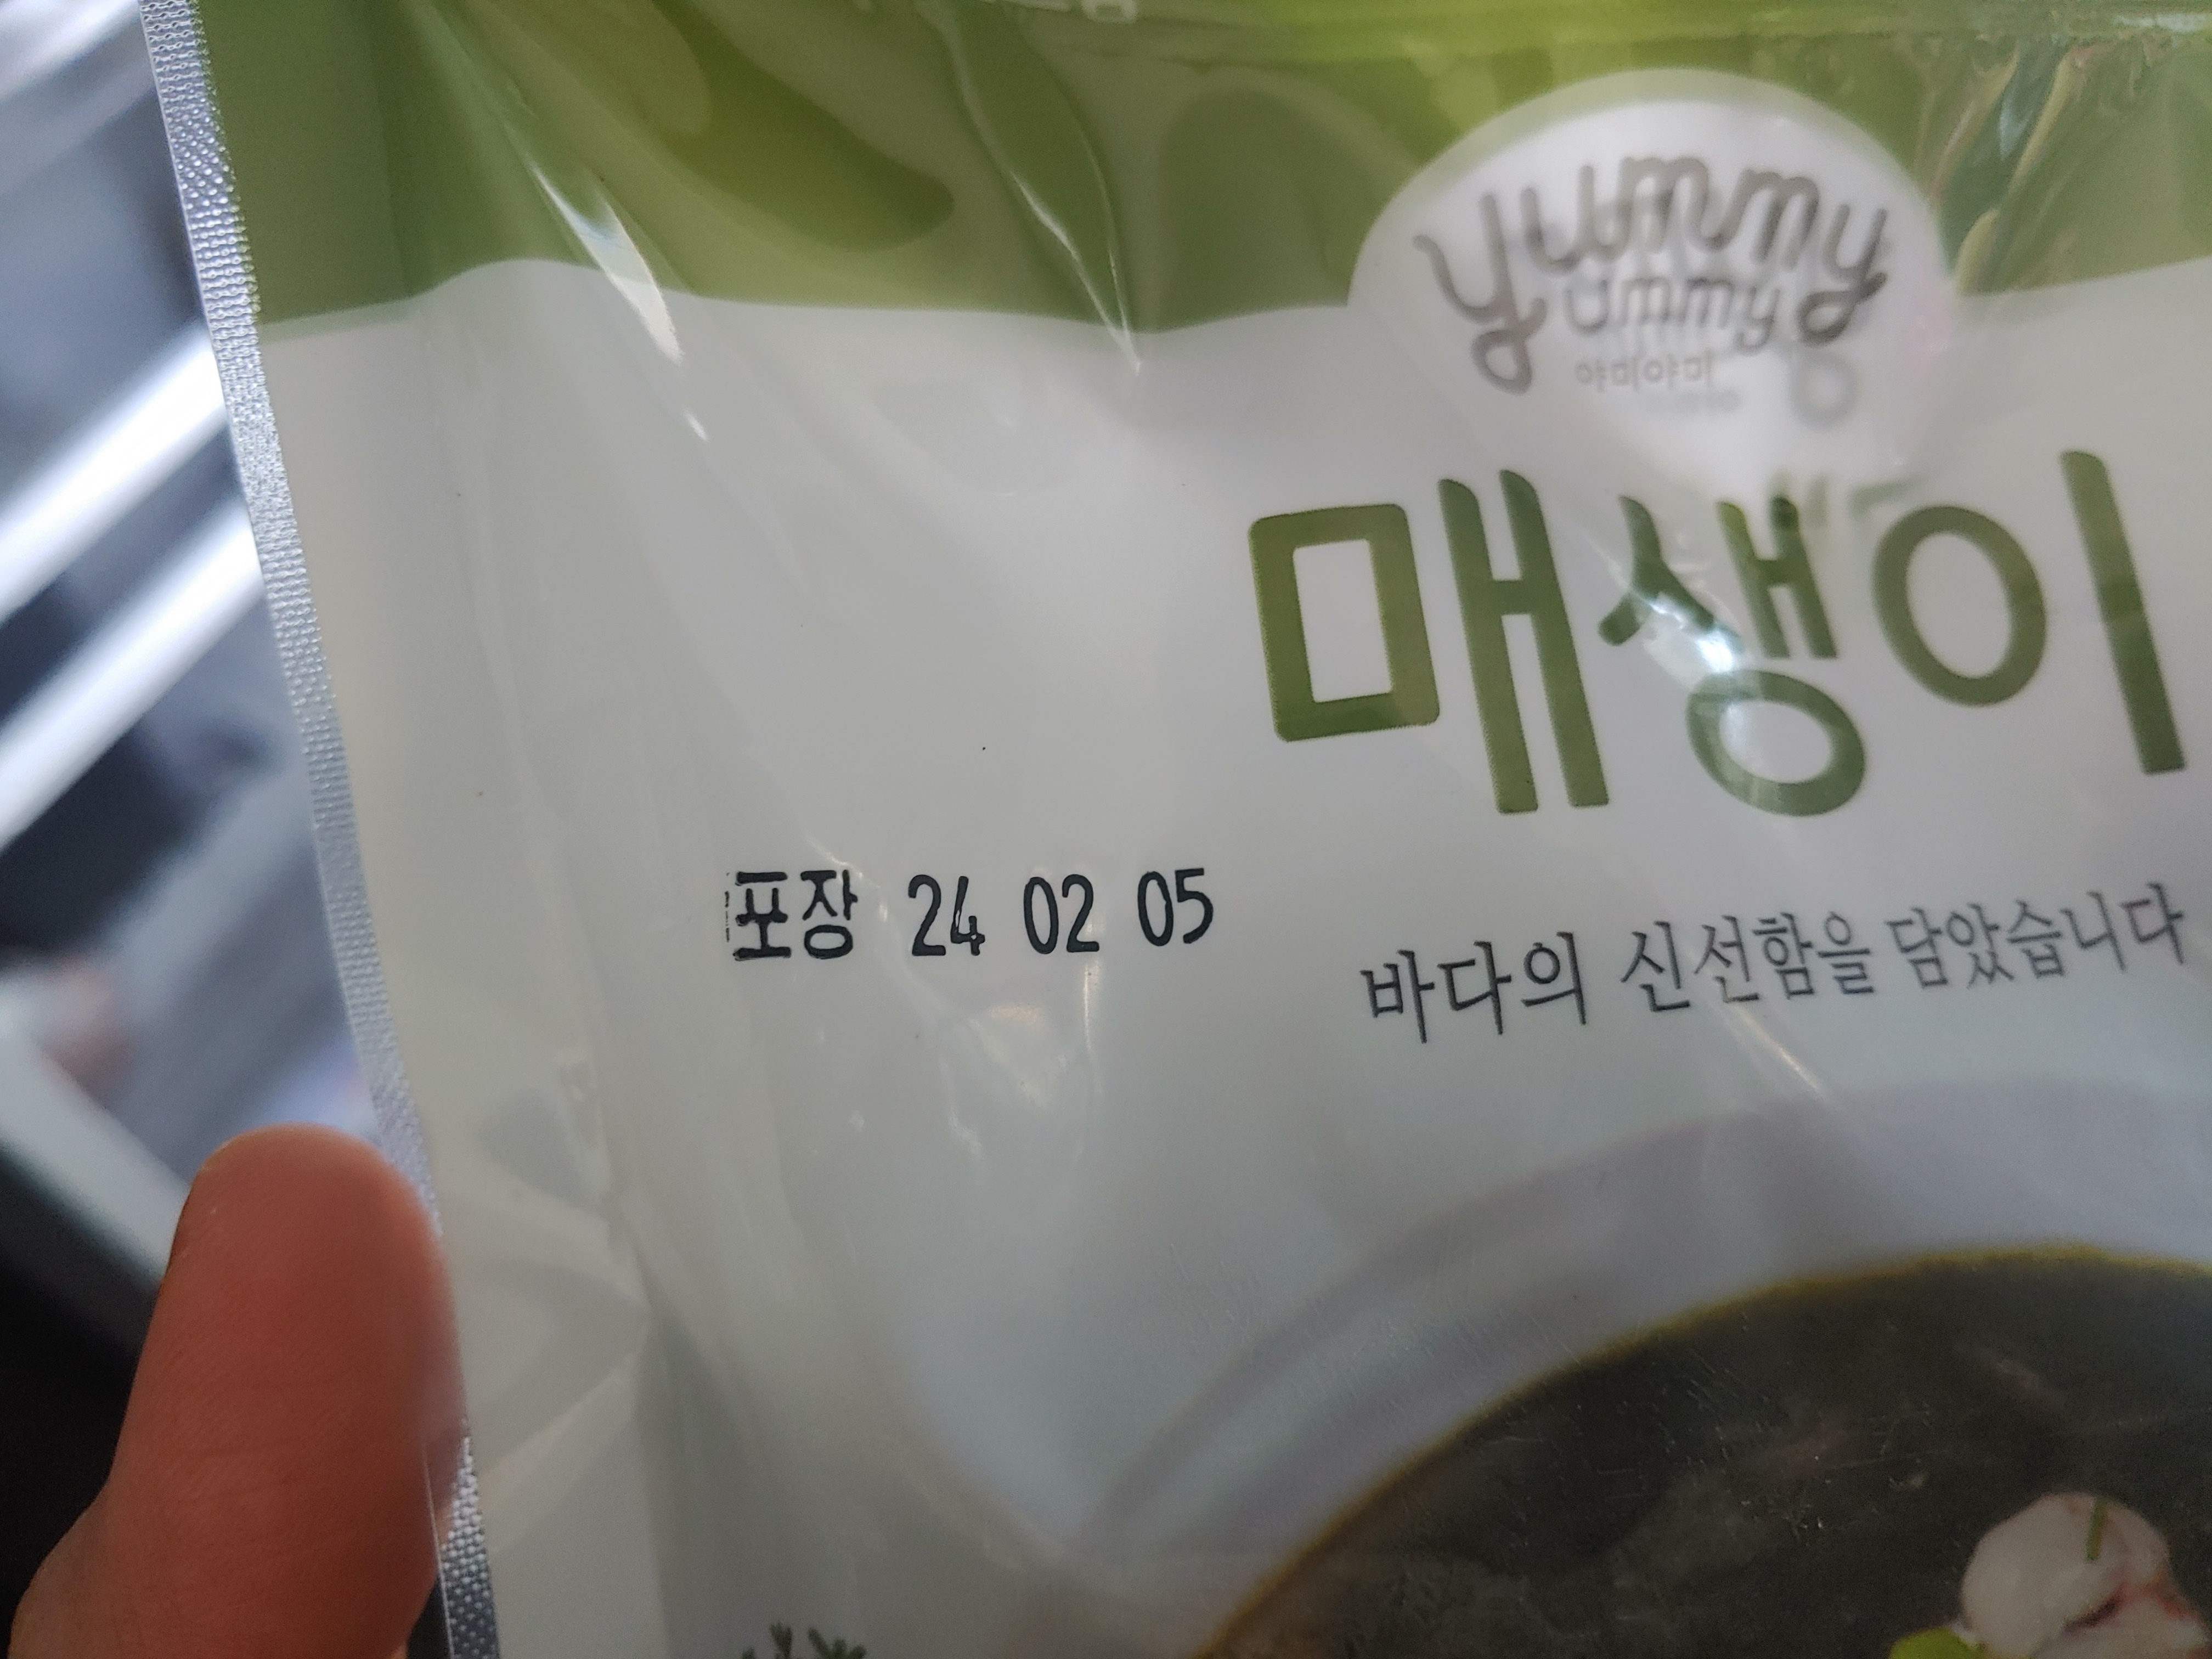 yummy
yummy
야미야미
매생이
포장 24 02 05
바다의 신선함을 담았습니다